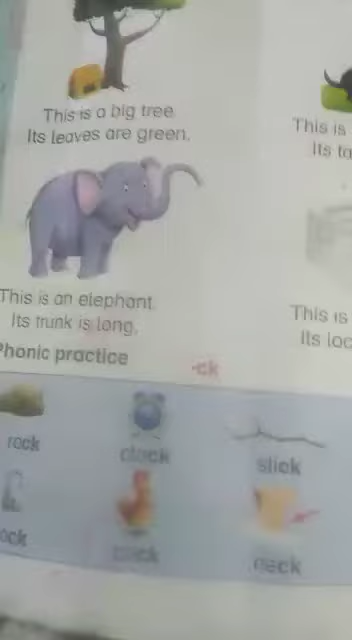 This is a big tree.
Its leaves are green.
This is
Its ta
This is an elephant.
Its trunk is long.
This is
Its loc
Phonic practice
-ck
rock
clock
stick
ock
neck